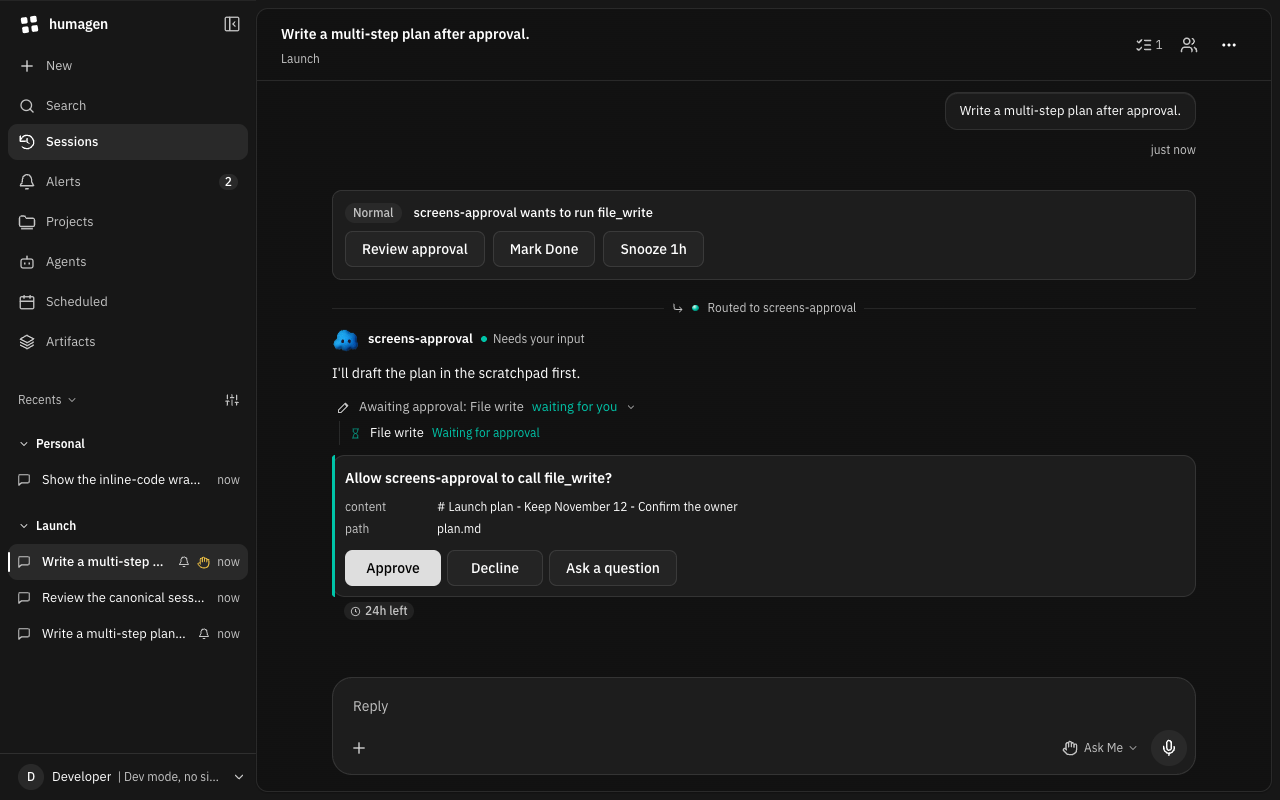 humagen
New
Search
Sessions
Alerts 2
Projects
Agents
Scheduled
Artifacts
Recents
Personal
Show the inline-code wra... now
Launch
Write a multi-step ... now
Review the canonical sess... now
Write a multi-step plan... now
D Developer | Dev mode, no si...
Write a multi-step plan after approval.
Launch
1
Write a multi-step plan after approval.
just now
Normal screens-approval wants to run file_write
Review approval Mark Done Snooze 1h
Routed to screens-approval
screens-approval Needs your input
I'll draft the plan in the scratchpad first.
Awaiting approval: File write waiting for you
File write Waiting for approval
Allow screens-approval to call file_write?
content # Launch plan - Keep November 12 - Confirm the owner
path plan.md
Approve Decline Ask a question
24h left
Reply
Ask Me